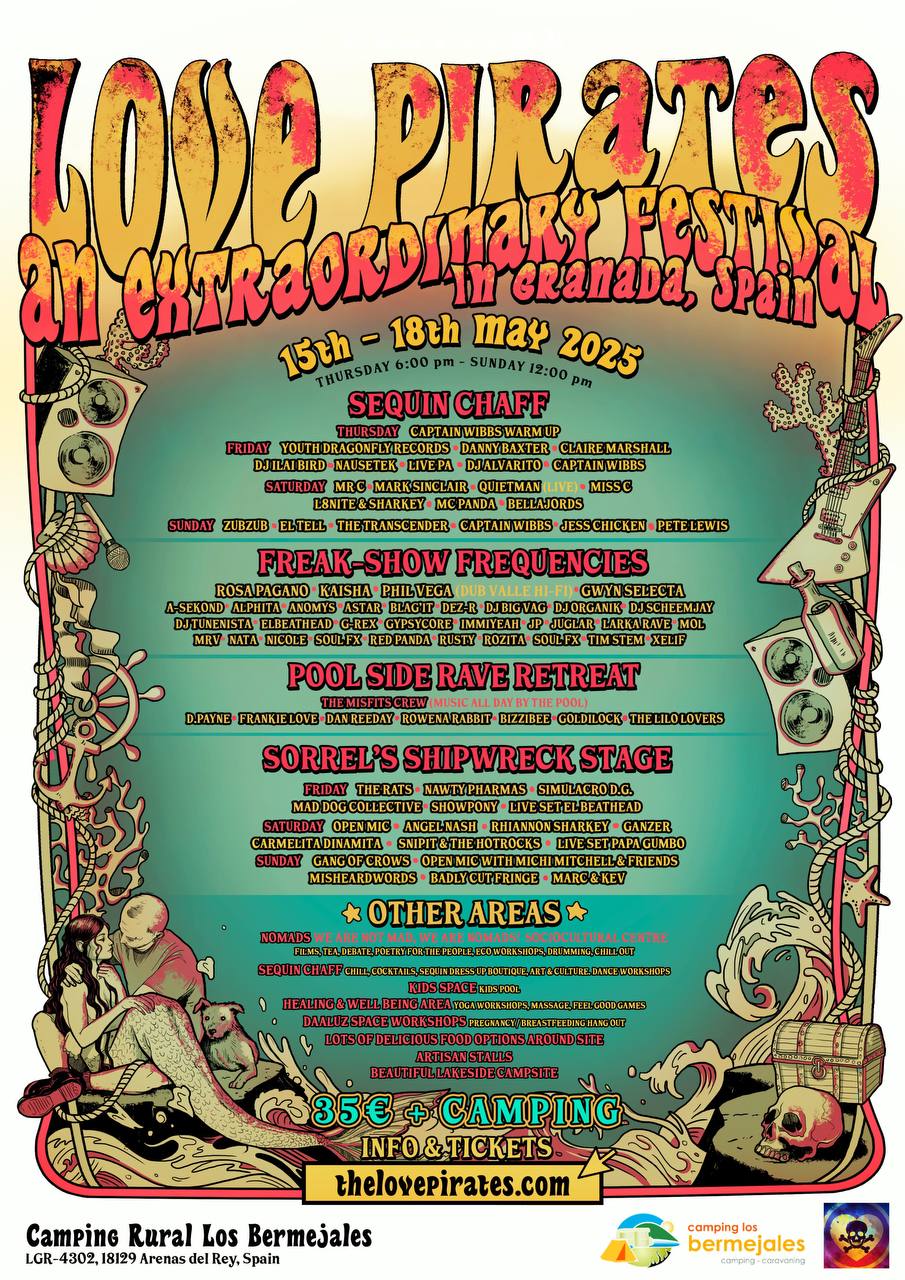 LOVE PIRATES
an EXTRAORDINARY FESTIVAL
IN GRANADA, Spain
15th - 18th MAY 2025
THURSDAY 6:00 pm - SUNDAY 12:00 pm
SEQUIN CHAFF
THURSDAY CAPTAIN WIBBS WARM UP
FRIDAY YOUTH DRAGONFLY RECORDS • DANNY BAXTER • CLAIRE MARSHALL
DJ ILAI BIRD • NAUSETEK • LIVE PA • DJ ALVARITO • CAPTAIN WIBBS
SATURDAY MR C • MARK SINCLAIR • QUIETMAN (LIVE) • MISS C
L8NITE & SHARKEY • MC PANDA • BELLAJORDS
SUNDAY ZUBZUB • EL TELL • THE TRANSCENDER • CAPTAIN WIBBS • JESS CHICKEN • PETE LEWIS
FREAK-SHOW FREQUENCIES
ROSA PAGANO • KAISHA • PHIL VEGA (DUB VALLE HI-FI) • GWYN SELECTA
A-SEKOND • ALPHITA • ANOMYS • ASTAR • BLAG'IT • DEZ-R • DJ BIG VAG • DJ ORGANIK • DJ SCHEEMJAY
DJ TUNENISTA • ELBEATHEAD • G-REX • GYPSYCORE • IMMIYEAH • JP • JUGLAR • LARKA RAVE • MOL
MRV • NATA • NICOLE • SOUL FX • RED PANDA • RUSTY • ROZITA • SOUL FX • TIM STEM • XELIF
POOL SIDE RAVE RETREAT
THE MISFITS CREW (MUSIC ALL DAY BY THE POOL)
D.PAYNE • FRANKIE LOVE • DAN REEDAY • ROWENA RABBIT • BIZZIBEE • GOLDILOCK • THE LILO LOVERS
SORREL'S SHIPWRECK STAGE
FRIDAY THE RATS • NAWTY PHARMAS • SIMULACRO D.G.
MAD DOG COLLECTIVE • SHOWPONY • LIVE SET EL BEATHEAD
SATURDAY OPEN MIC • ANGEL NASH • RHIANNON SHARKEY • GANZER
CARMELITA DINAMITA • SNIPIT & THE HOTROCKS • LIVE SET PAPA GUMBO
SUNDAY GANG OF CROWS • OPEN MIC WITH MICHI MITCHELL & FRIENDS
MISHEARDWORDS • BADLY CUT FRINGE • MARC & KEV
OTHER AREAS
NOMADS WE ARE NOT MAD, WE ARE NOMADS! SOCIOCULTURAL CENTRE
FILMS, TEA, DEBATE, POETRY FOR THE PEOPLE, ECO WORKSHOPS, DRUMMING, CHILL OUT
SEQUIN CHAFF CHILL, COCKTAILS, SEQUIN DRESS UP BOUTIQUE, ART & CULTURE. DANCE WORKSHOPS
KIDS SPACE KIDS POOL
HEALING & WELL BEING AREA YOGA WORKSHOPS, MASSAGE, FEEL GOOD GAMES
DAALUZ SPACE WORKSHOPS PREGNANCY/ BREASTFEEDING HANG OUT
LOTS OF DELICIOUS FOOD OPTIONS AROUND SITE
ARTISAN STALLS
BEAUTIFUL LAKESIDE CAMPSITE
35€ + CAMPING
INFO & TICKETS
thelovepirates.com
Camping Rural Los Bermejales
LGR-4302, 18129 Arenas del Rey, Spain
camping los
bermejales
camping - caravaning